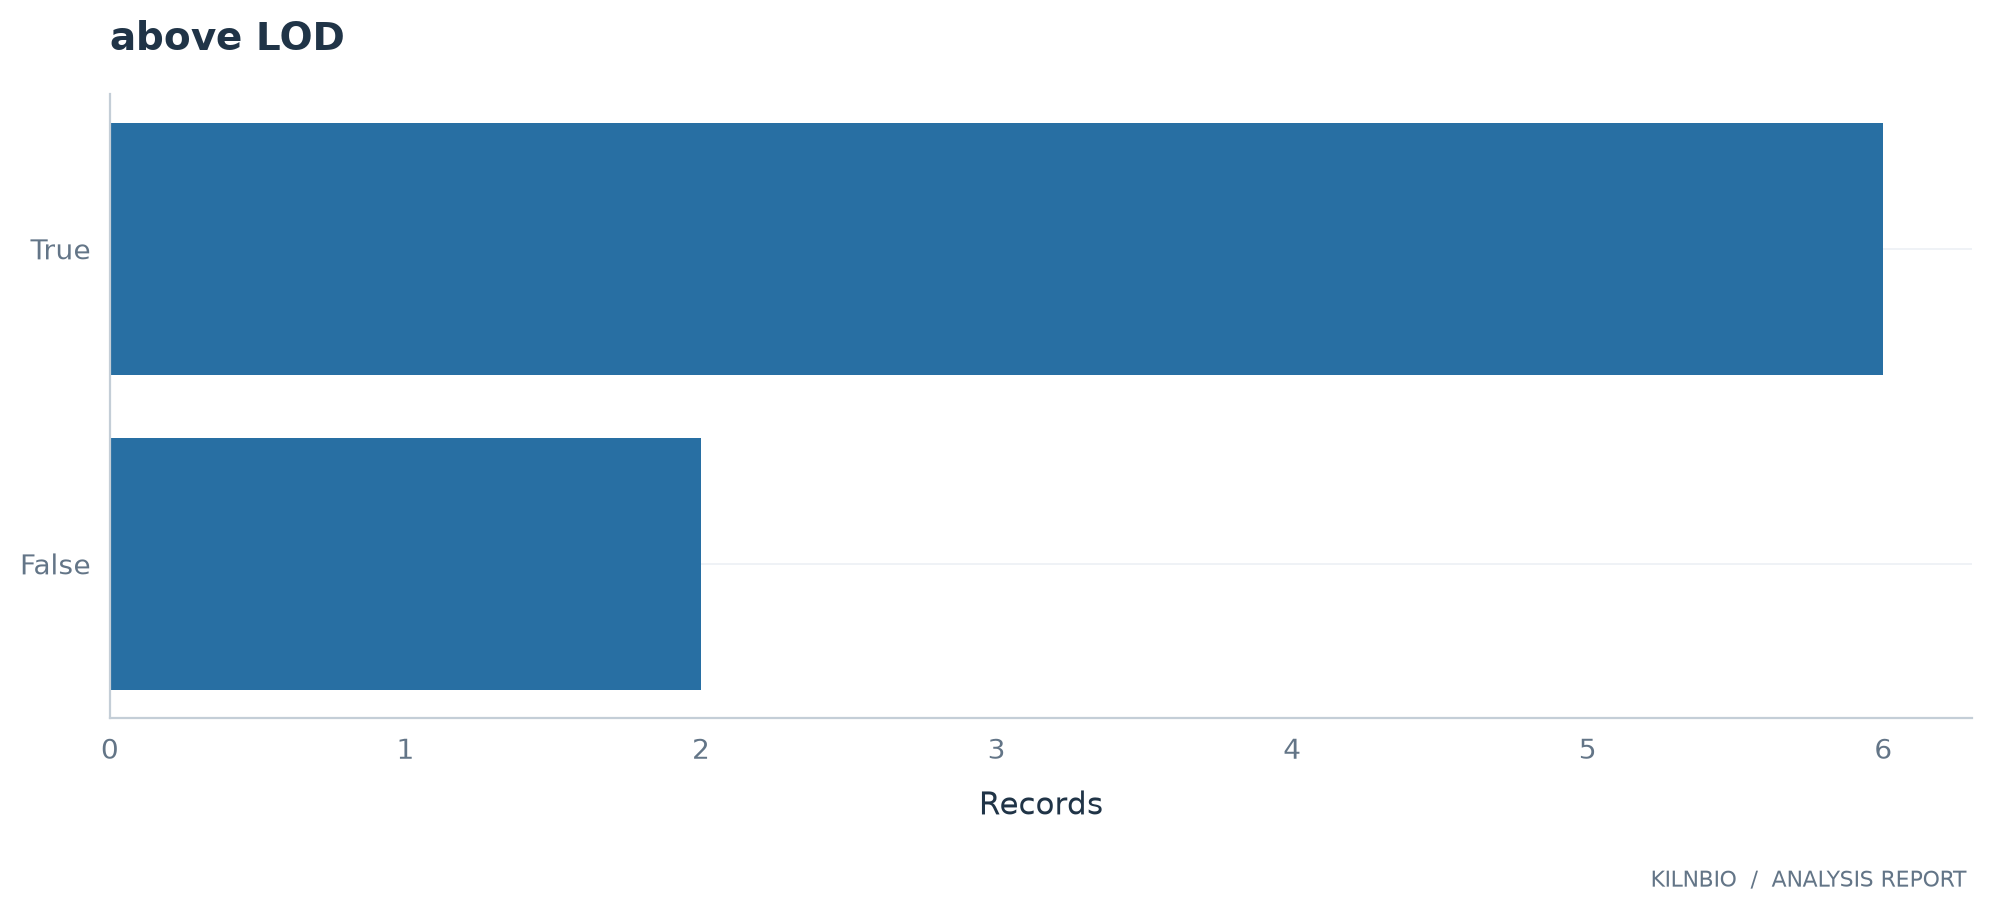 above LOD
True
False
0 1 2 3 4 5 6
Records
KILNBIO / ANALYSIS REPORT